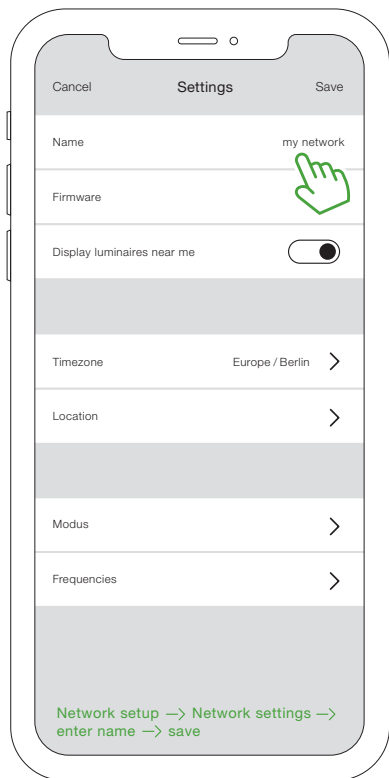 Cancel Settings Save
Name my network
Firmware
Display luminaires near me
Timezone Europe / Berlin
Location
Modus
Frequencies
Network setup —> Network settings —>
enter name —> save